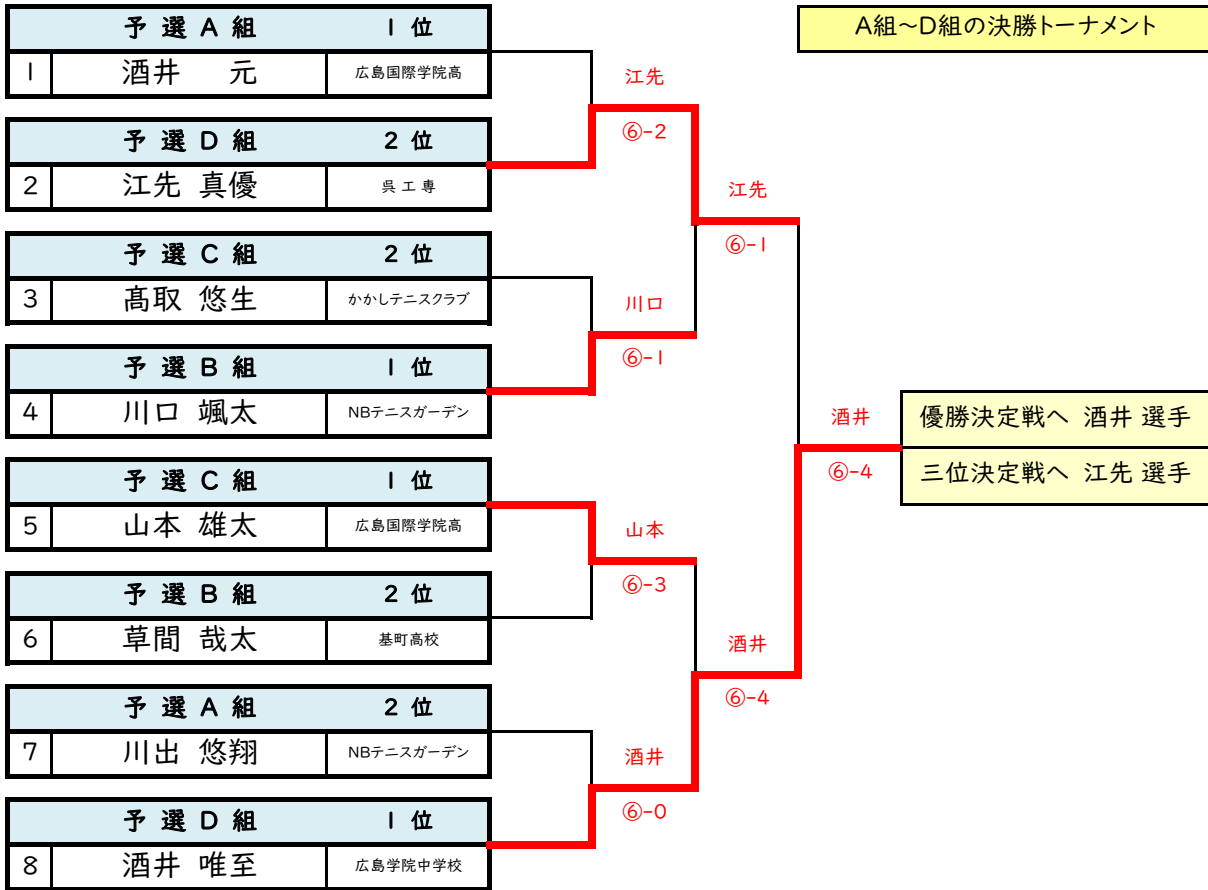 予選A組 1位
1 酒井 元 広島国際学院高
予選D組 2位
2 江先 真優 呉工専
予選C組 2位
3 髙取 悠生 かかしテニスクラブ
予選B組 1位
4 川口 颯太 NBテニスガーデン
予選C組 1位
5 山本 雄太 広島国際学院高
予選B組 2位
6 草間 哉太 基町高校
予選A組 2位
7 川出 悠翔 NBテニスガーデン
予選D組 1位
8 酒井 唯至 広島学院中学校
江先
⑥-2
川口
⑥-1
山本
⑥-3
酒井
⑥-0
江先
⑥-1
酒井
⑥-4
酒井
⑥-4
A組~D組の決勝トーナメント
優勝決定戦へ 酒井 選手
三位決定戦へ 江先 選手